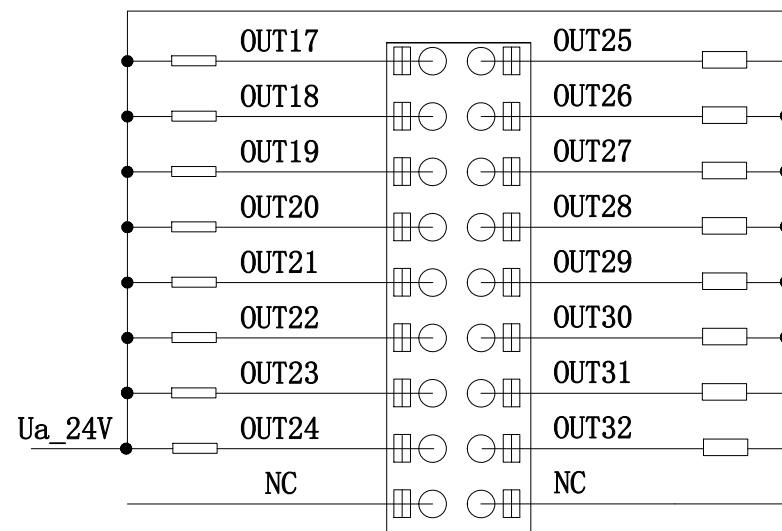 OUT17 OUT25
OUT18 OUT26
OUT19 OUT27
OUT20 OUT28
OUT21 OUT29
OUT22 OUT30
OUT23 OUT31
Ua_24V OUT24 OUT32
NC NC